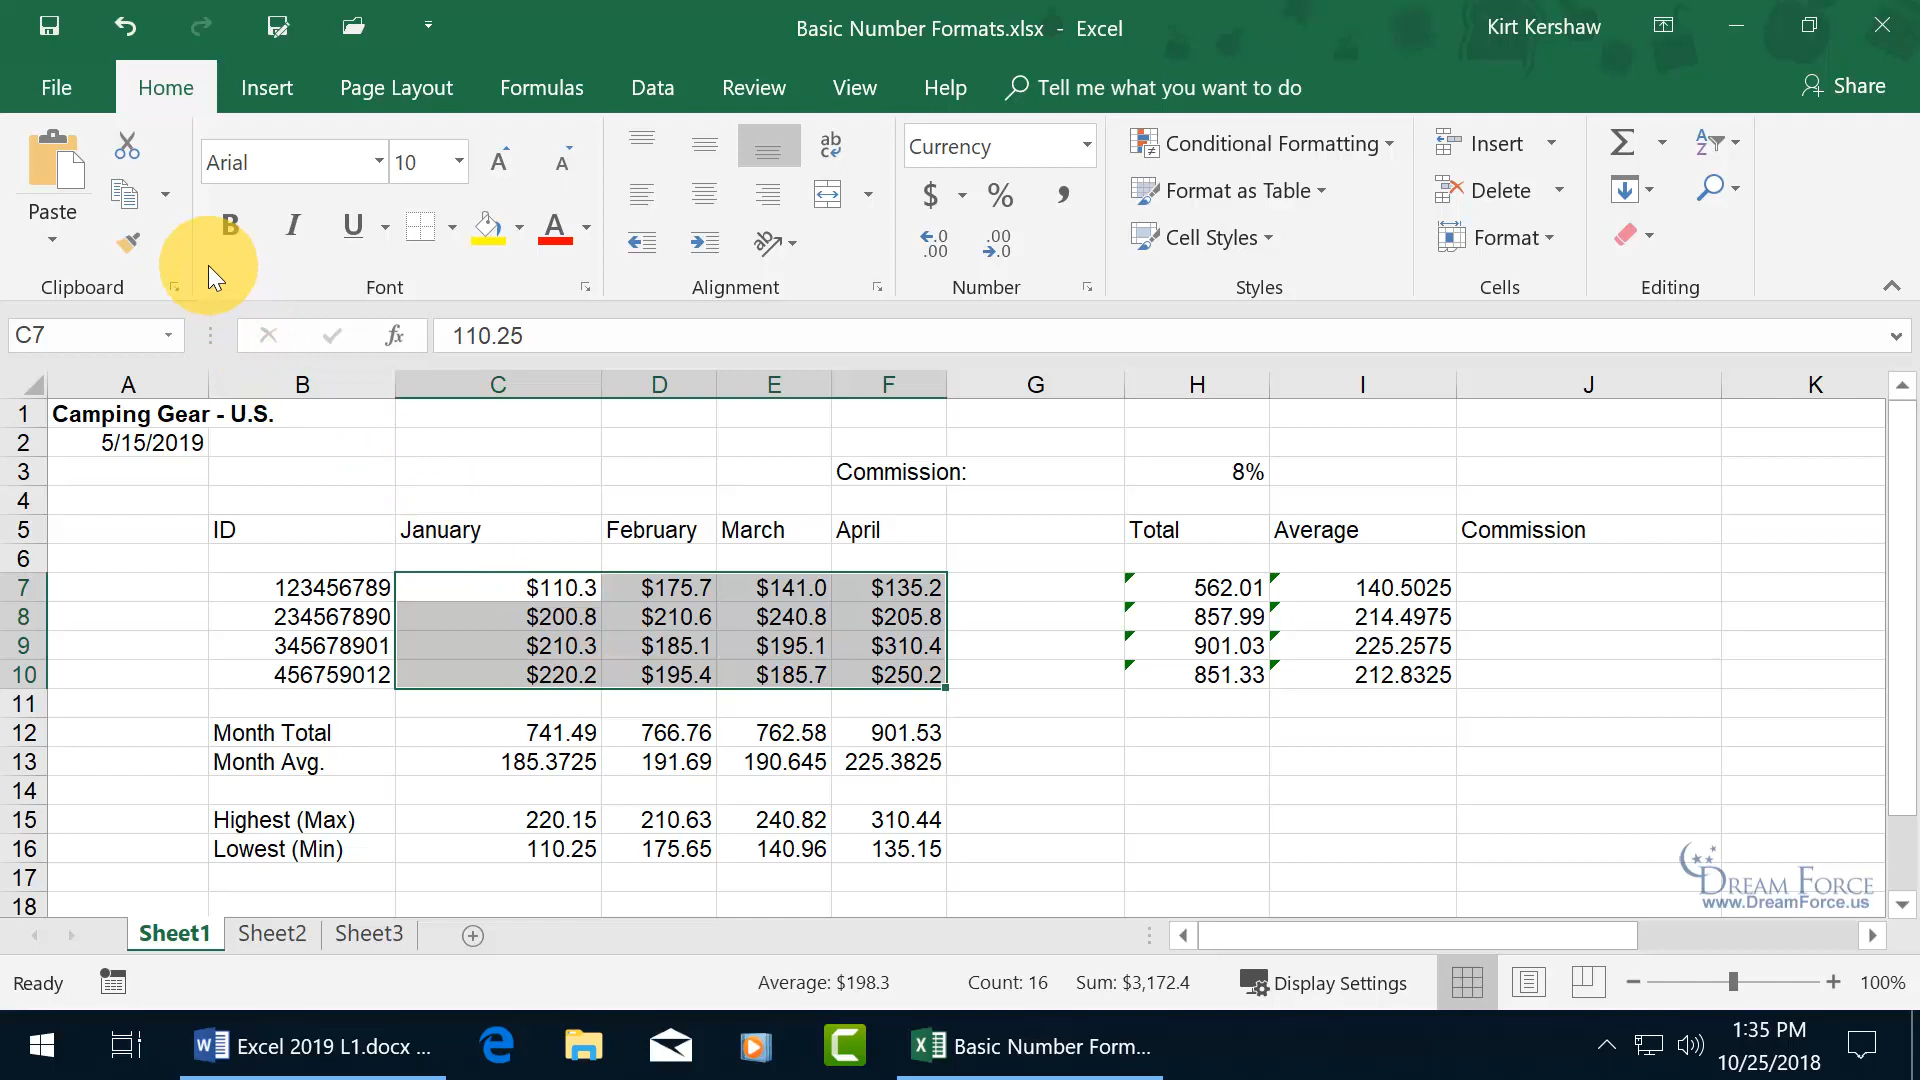 Basic Number Formats.xlsx - Excel
Kirt Kershaw
File Home Insert Page Layout Formulas Data Review View Help Tell me what you want to do Share
Paste
Clipboard
Arial 10
B I U A
Font
ab
Alignment
Currency
$ % ,
.0 .00
.00 .0
Number
Conditional Formatting
Format as Table
Cell Styles
Styles
Insert
Delete
Format
Cells
Editing
C7 fx 110.25
A B C D E F G H I J K
1 Camping Gear - U.S.
2 5/15/2019
3 Commission: 8%
4
5 ID January February March April Total Average Commission
6
7 123456789 $110.3 $175.7 $141.0 $135.2 562.01 140.5025
8 234567890 $200.8 $210.6 $240.8 $205.8 857.99 214.4975
9 345678901 $210.3 $185.1 $195.1 $310.4 901.03 225.2575
10 456759012 $220.2 $195.4 $185.7 $250.2 851.33 212.8325
11
12 Month Total 741.49 766.76 762.58 901.53
13 Month Avg. 185.3725 191.69 190.645 225.3825
14
15 Highest (Max) 220.15 210.63 240.82 310.44
16 Lowest (Min) 110.25 175.65 140.96 135.15
17
18
Dream Force
www.DreamForce.us
Sheet1 Sheet2 Sheet3
Ready Average: $198.3 Count: 16 Sum: $3,172.4 Display Settings 100%
Excel 2019 L1.docx ... Basic Number Form...
1:35 PM
10/25/2018